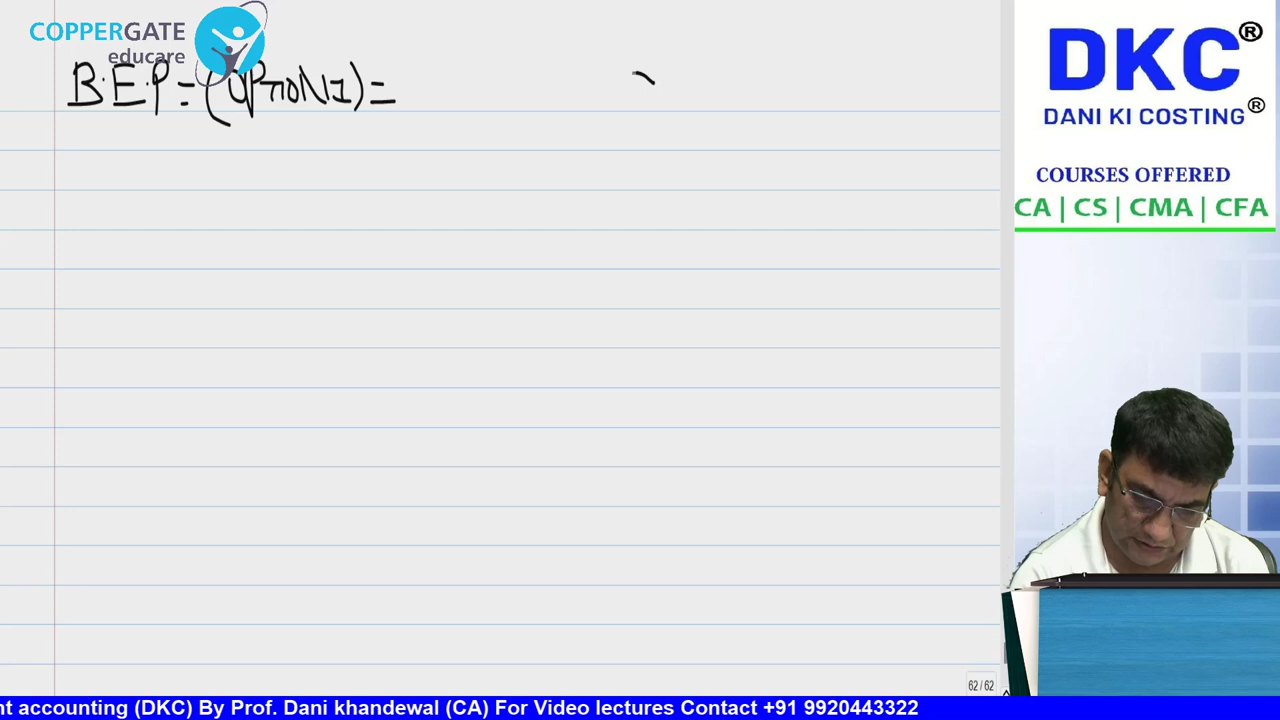 COPPERGATE
educare
B.E.P = (OPTION 1) =
DKC®
DANI KI COSTING®
COURSES OFFERED
CA | CS | CMA | CFA
62 / 62
nt accounting (DKC) By Prof. Dani khandewal (CA) For Video lectures Contact +91 9920443322